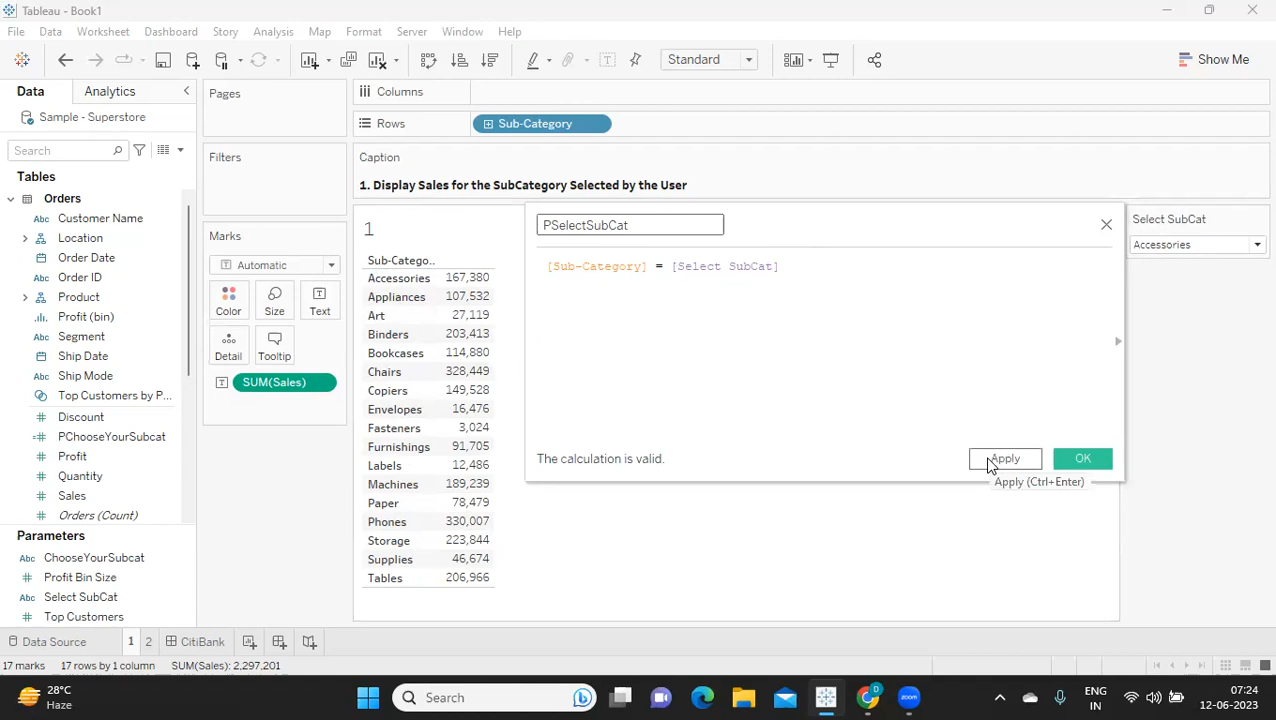 Tableau - Book1
File Data Worksheet Dashboard Story Analysis Map Format Server Window Help
Standard
Show Me
Data Analytics
Sample - Superstore
Search
Tables
Orders
Abc Customer Name
Location
Order Date
Abc Order ID
Product
Profit (bin)
Abc Segment
Ship Date
Abc Ship Mode
Top Customers by P...
Discount
PChooseYourSubcat
Profit
Quantity
Sales
Orders (Count)
Parameters
Abc ChooseYourSubcat
Profit Bin Size
Abc Select SubCat
Top Customers
Pages
Filters
Marks
Automatic
Color Size Text
Detail Tooltip
SUM(Sales)
Columns
Rows Sub-Category
Caption
1. Display Sales for the SubCategory Selected by the User
1
Sub-Catego..
Accessories 167,380
Appliances 107,532
Art 27,119
Binders 203,413
Bookcases 114,880
Chairs 328,449
Copiers 149,528
Envelopes 16,476
Fasteners 3,024
Furnishings 91,705
Labels 12,486
Machines 189,239
Paper 78,479
Phones 330,007
Storage 223,844
Supplies 46,674
Tables 206,966
PSelectSubCat
[Sub-Category] = [Select SubCat]
The calculation is valid.
Apply OK
Apply (Ctrl+Enter)
Select SubCat
Accessories
Data Source 1 2 CitiBank
17 marks 17 rows by 1 column SUM(Sales): 2,297,201
28°C
Haze
Search
ENG
IN
07:24
12-06-2023